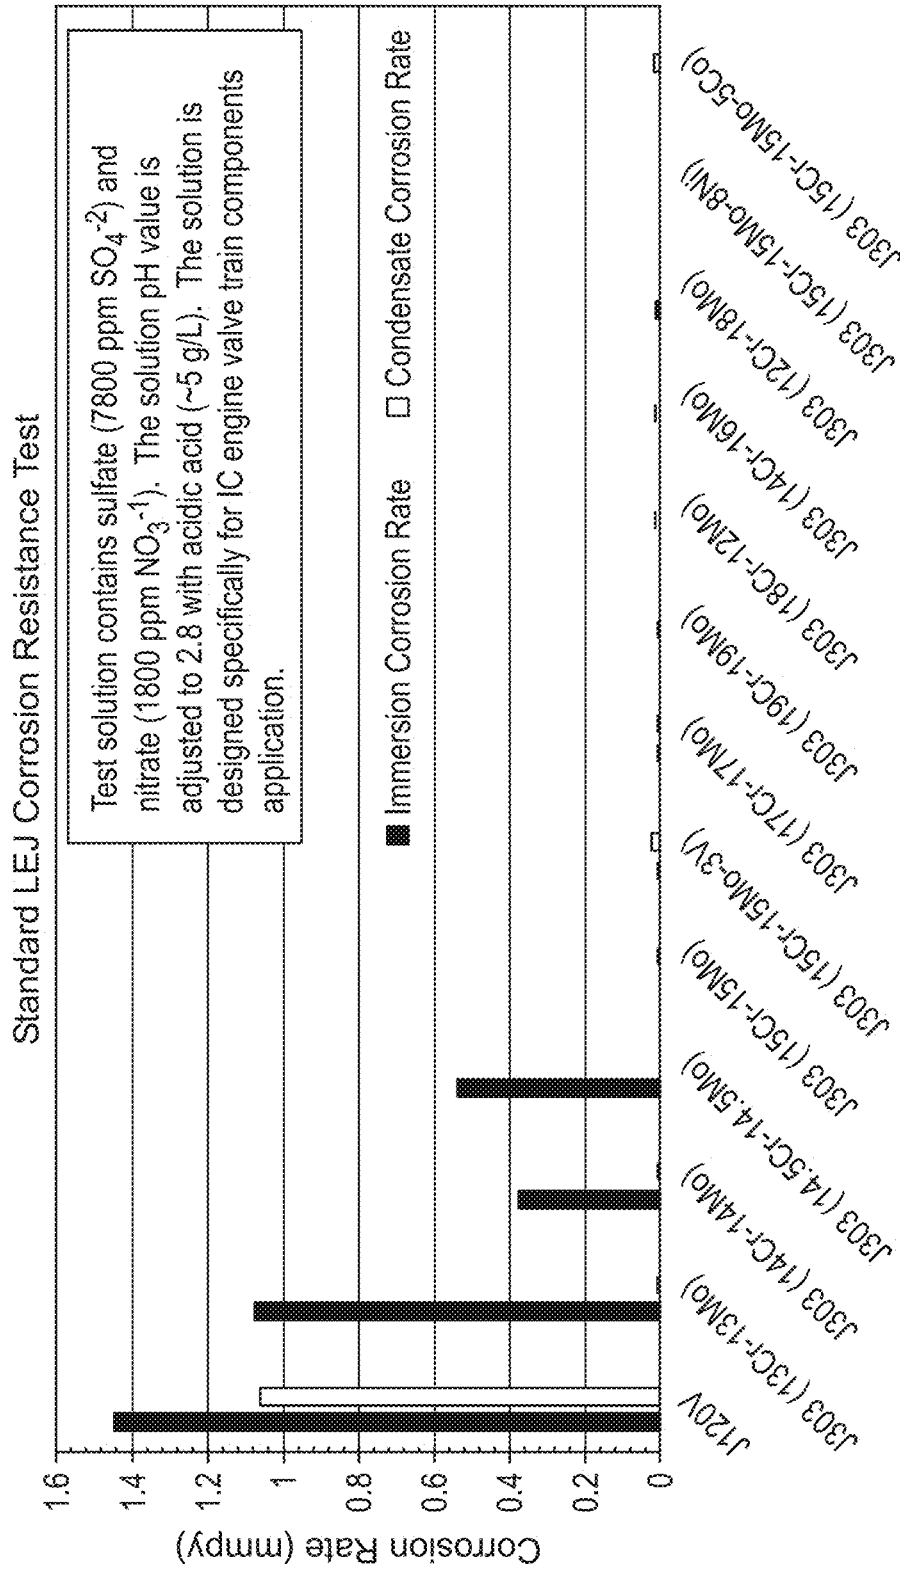 Standard LEJ Corrosion Resistance Test
Test solution contains sulfate (7800 ppm SO₄⁻²) and
nitrate (1800 ppm NO₃⁻¹). The solution pH value is
adjusted to 2.8 with acidic acid (~5 g/L). The solution is
designed specifically for IC engine valve train components
application.
Immersion Corrosion Rate
Condensate Corrosion Rate
Corrosion Rate (mmpy)
1.6
1.4
1.2
1
0.8
0.6
0.4
0.2
0
J120V
J303 (13Cr-13Mo)
J303 (14Cr-14Mo)
J303 (14.5Cr-14.5Mo)
J303 (15Cr-15Mo)
J303 (15Cr-15Mo-3V)
J303 (17Cr-17Mo)
J303 (19Cr-19Mo)
J303 (18Cr-12Mo)
J303 (14Cr-16Mo)
J303 (12Cr-18Mo)
J303 (15Cr-15Mo-8Ni)
J303 (15Cr-15Mo-5Co)